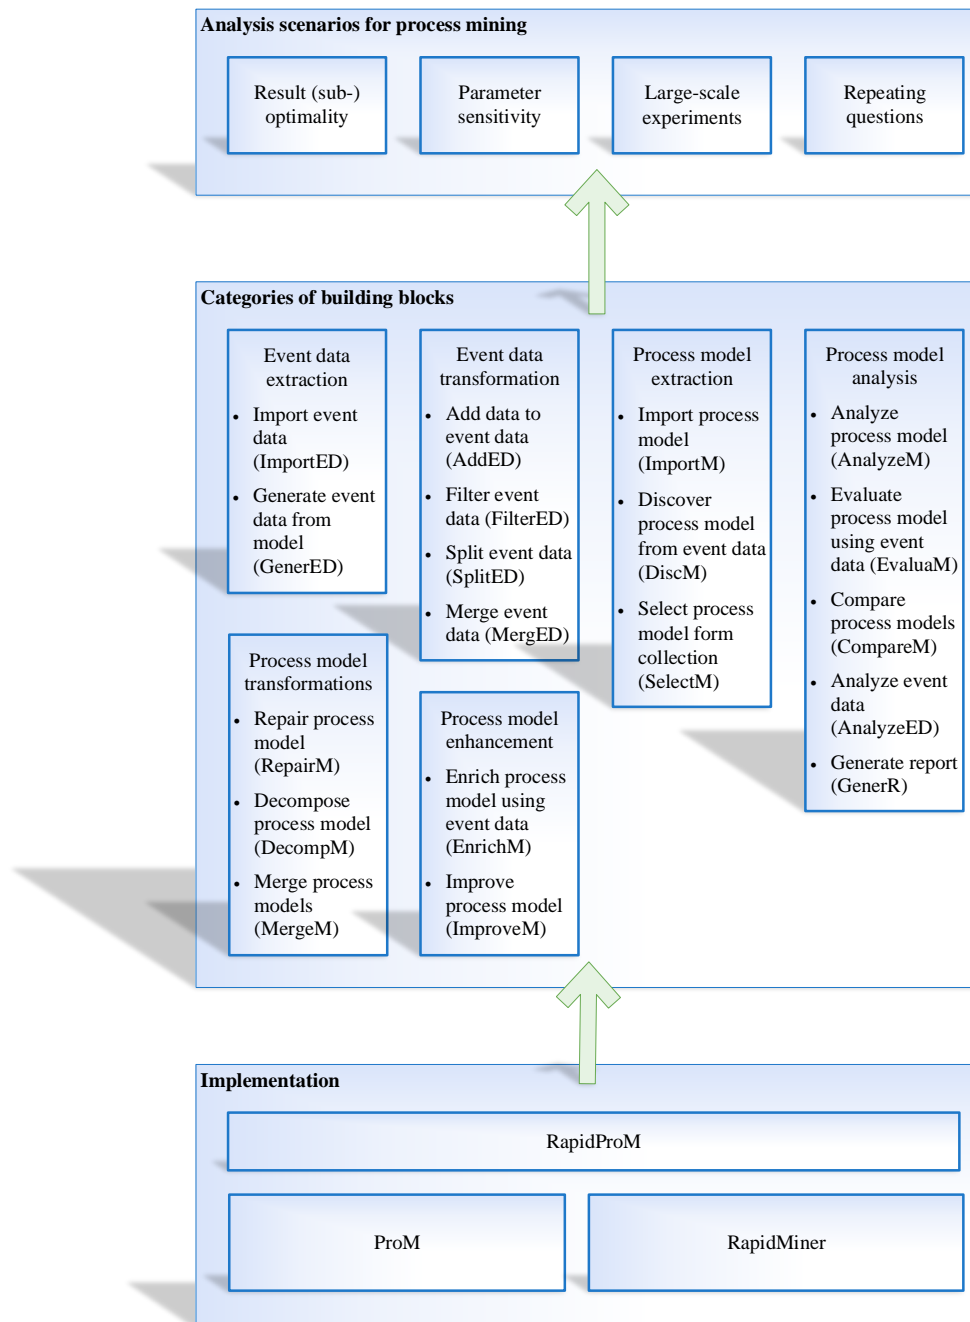 Analysis scenarios for process mining
Result (sub-)
optimality
Parameter
sensitivity
Large-scale
experiments
Repeating
questions
Categories of building blocks
Event data
extraction
• Import event
data
(ImportED)
• Generate event
data from
model
(GenerED)
Event data
transformation
• Add data to
event data
(AddED)
• Filter event
data (FilterED)
• Split event data
(SplitED)
• Merge event
data (MergED)
Process model
extraction
• Import process
model
(ImportM)
• Discover
process model
from event data
(DiscM)
• Select process
model form
collection
(SelectM)
Process model
analysis
• Analyze
process model
(AnalyzeM)
• Evaluate
process model
using event
data (EvaluaM)
• Compare
process models
(CompareM)
• Analyze event
data
(AnalyzeED)
• Generate report
(GenerR)
Process model
transformations
• Repair process
model
(RepairM)
• Decompose
process model
(DecompM)
• Merge process
models
(MergeM)
Process model
enhancement
• Enrich process
model using
event data
(EnrichM)
• Improve
process model
(ImproveM)
Implementation
RapidProM
ProM
RapidMiner